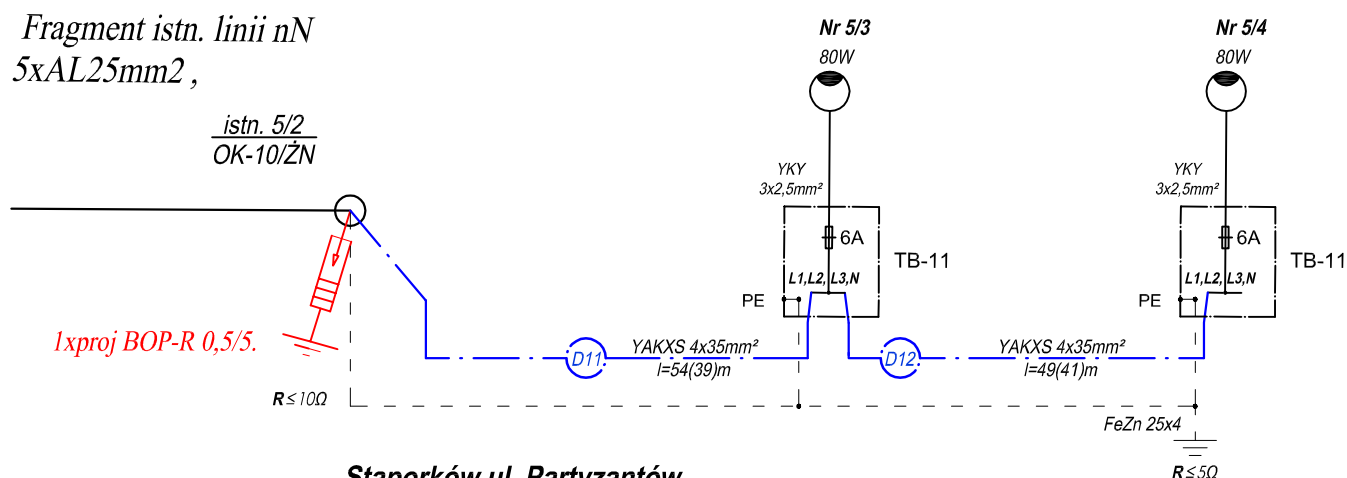 Fragment istn. linii nN
5xAL25mm2 ,
istn. 5/2
OK-10/ŻN
Nr 5/3
80W
Nr 5/4
80W
YKY
3x2,5mm²
YKY
3x2,5mm²
6A
6A
TB-11
TB-11
L1,L2, L3,N
L1,L2, L3,N
PE
PE
1xproj BOP-R 0,5/5.
D11
YAKXS 4x35mm²
l=54(39)m
D12
YAKXS 4x35mm²
l=49(41)m
R≤10Ω
FeZn 25x4
R≤5Ω
Staporków ul. Partyzantów